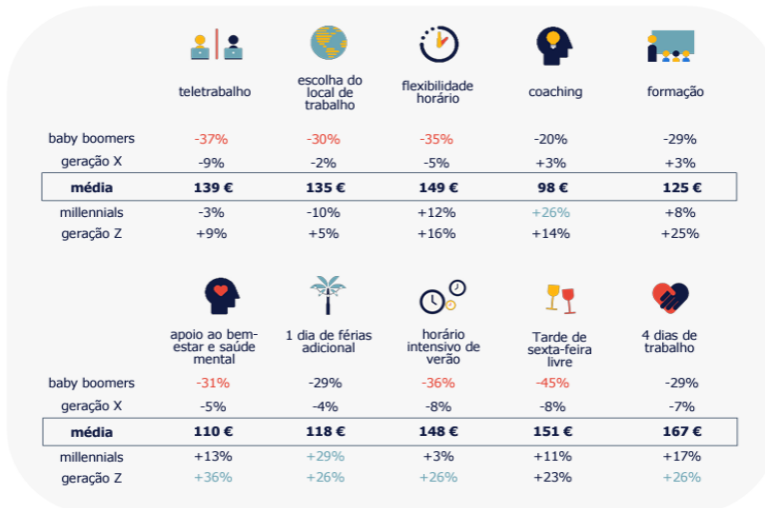 teletrabalho
escolha do
local de
trabalho
flexibilidade
horário
coaching
formação
baby boomers -37% -30% -35% -20% -29%
geração X -9% -2% -5% +3% +3%
média 139 € 135 € 149 € 98 € 125 €
millennials -3% -10% +12% +26% +8%
geração Z +9% +5% +16% +14% +25%
apoio ao bem-
estar e saúde
mental
1 dia de férias
adicional
horário
intensivo de
verão
Tarde de
sexta-feira
livre
4 dias de
trabalho
baby boomers -31% -29% -36% -45% -29%
geração X -5% -4% -8% -8% -7%
média 110 € 118 € 148 € 151 € 167 €
millennials +13% +29% +3% +11% +17%
geração Z +36% +26% +26% +23% +26%